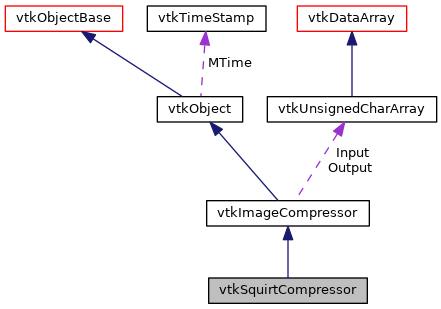 vtkObjectBase
vtkTimeStamp
vtkDataArray
MTime
vtkObject
vtkUnsignedCharArray
Input
Output
vtkImageCompressor
vtkSquirtCompressor